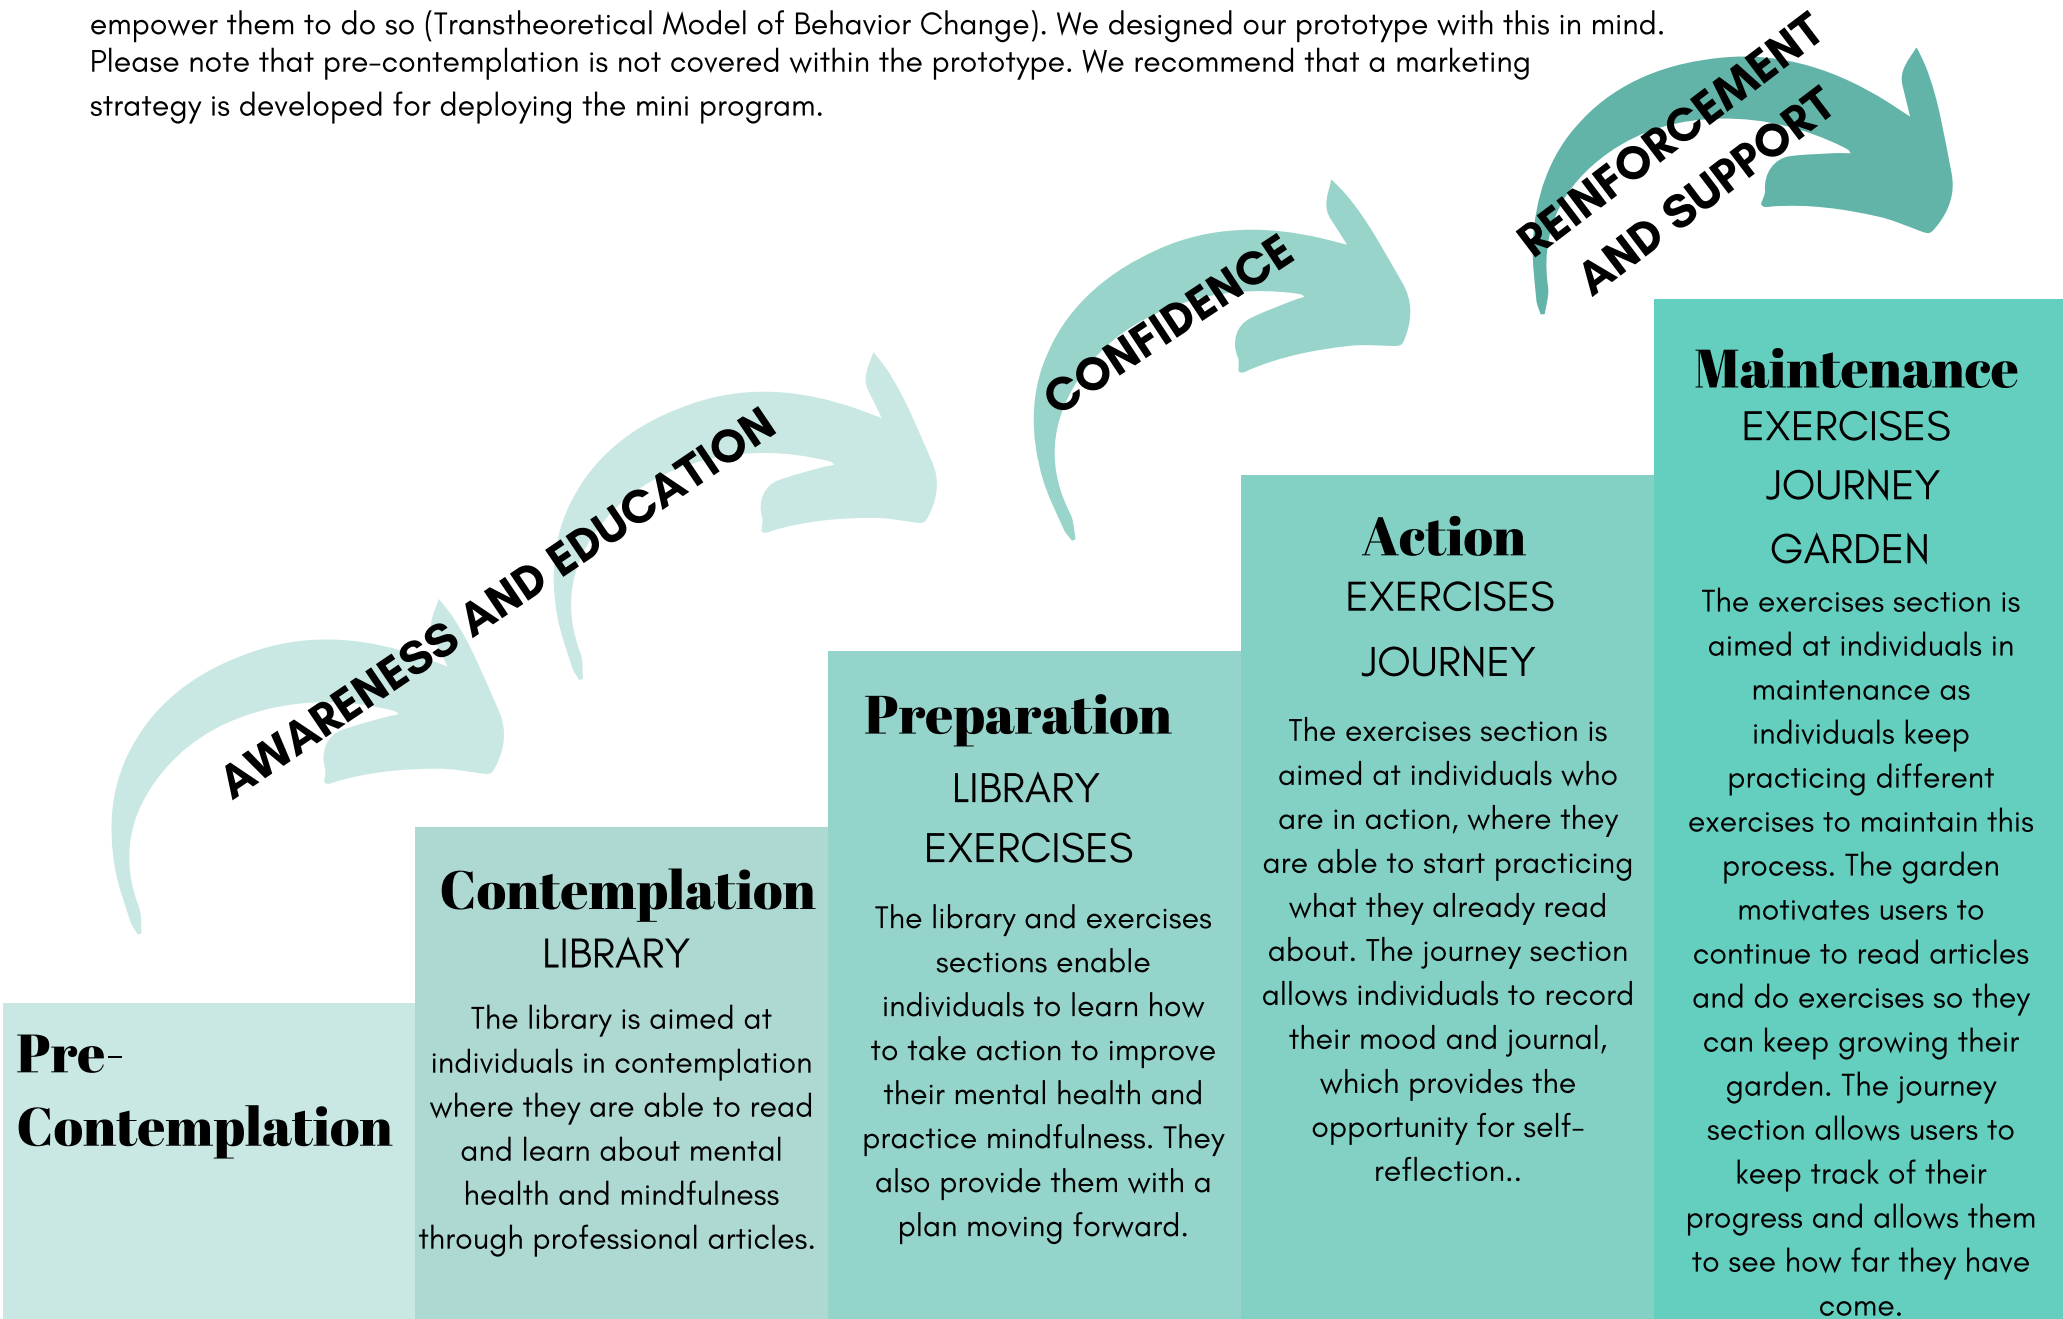 empower them to do so (Transtheoretical Model of Behavior Change). We designed our prototype with this in mind.
Please note that pre-contemplation is not covered within the prototype. We recommend that a marketing
strategy is developed for deploying the mini program.
AWARENESS AND EDUCATION
CONFIDENCE
REINFORCEMENT
AND SUPPORT
Pre-
Contemplation
Contemplation
LIBRARY
The library is aimed at
individuals in contemplation
where they are able to read
and learn about mental
health and mindfulness
through professional articles.
Preparation
LIBRARY
EXERCISES
The library and exercises
sections enable
individuals to learn how
to take action to improve
their mental health and
practice mindfulness. They
also provide them with a
plan moving forward.
Action
EXERCISES
JOURNEY
The exercises section is
aimed at individuals who
are in action, where they
are able to start practicing
what they already read
about. The journey section
allows individuals to record
their mood and journal,
which provides the
opportunity for self-
reflection..
Maintenance
EXERCISES
JOURNEY
GARDEN
The exercises section is
aimed at individuals in
maintenance as
individuals keep
practicing different
exercises to maintain this
process. The garden
motivates users to
continue to read articles
and do exercises so they
can keep growing their
garden. The journey
section allows users to
keep track of their
progress and allows them
to see how far they have
come.